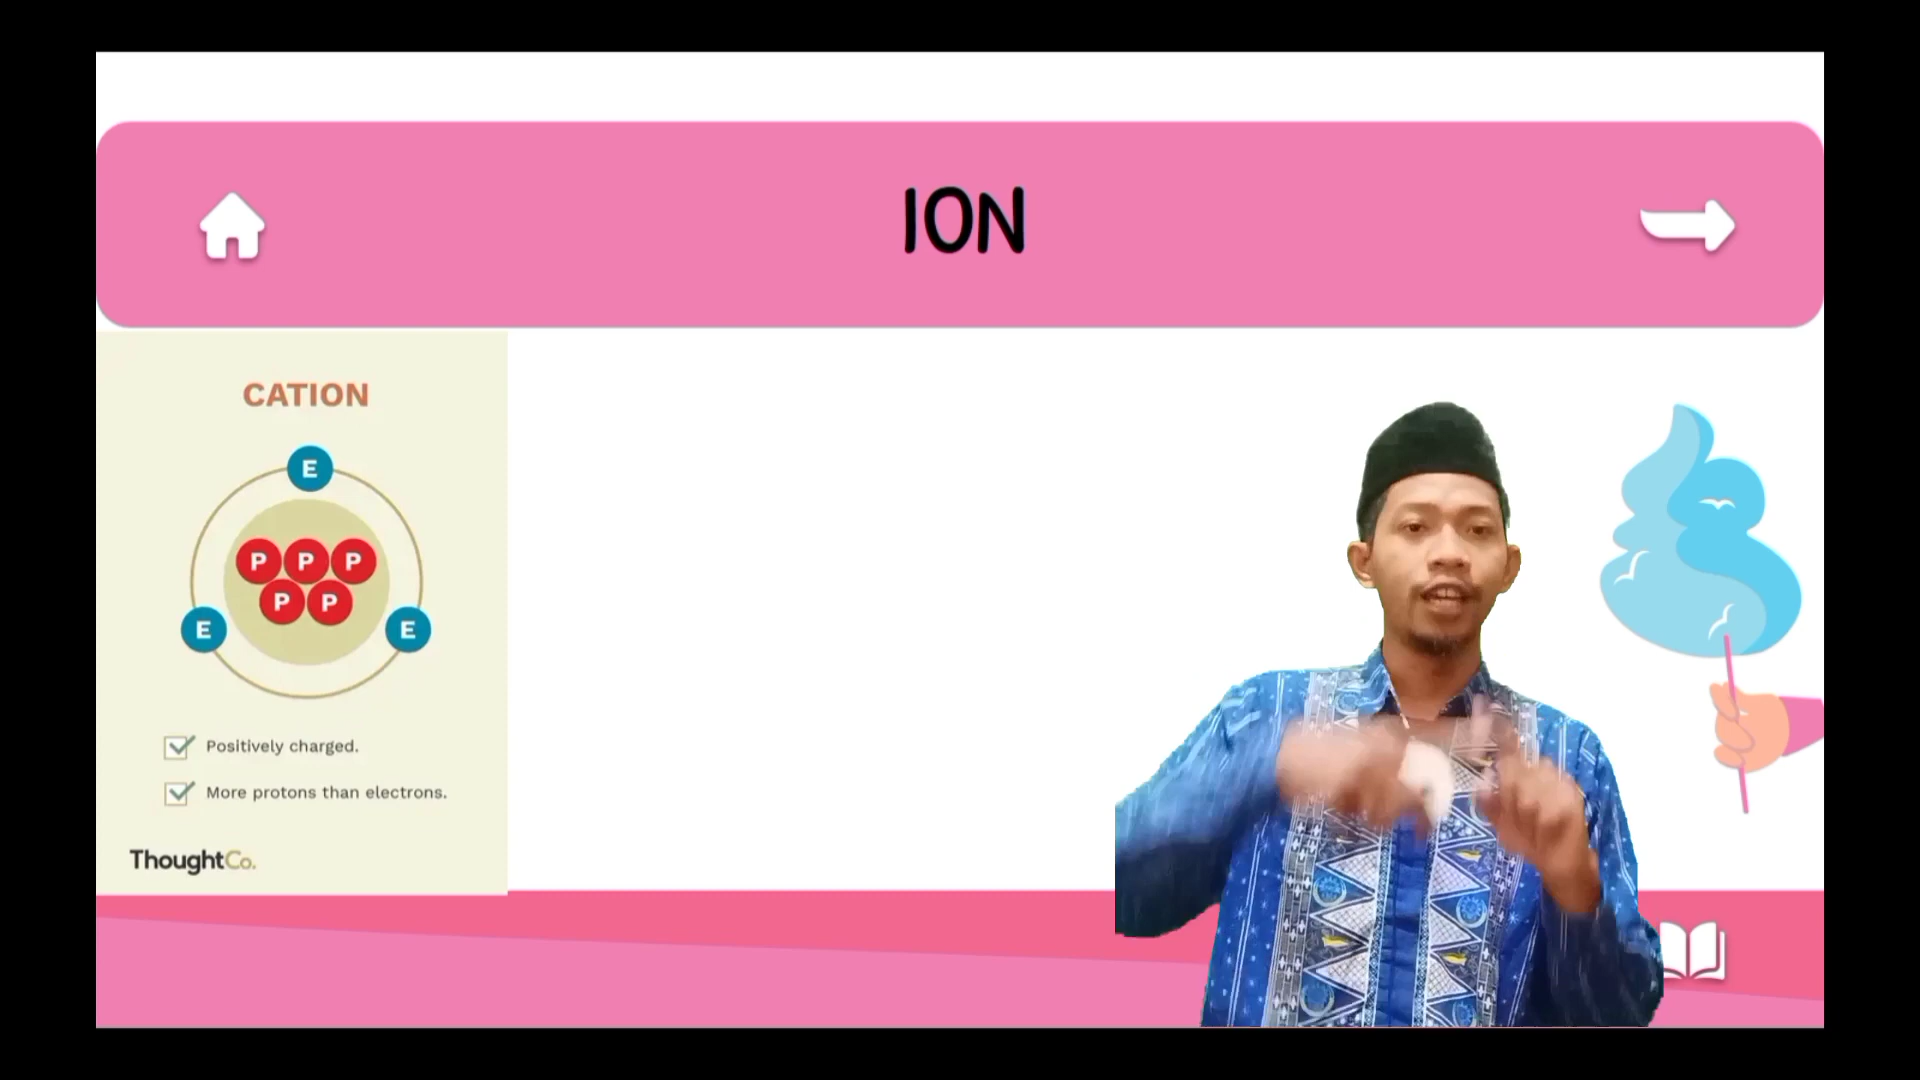 ION
CATION
E
P P P
P P
E E
Positively charged.
More protons than electrons.
ThoughtCo.